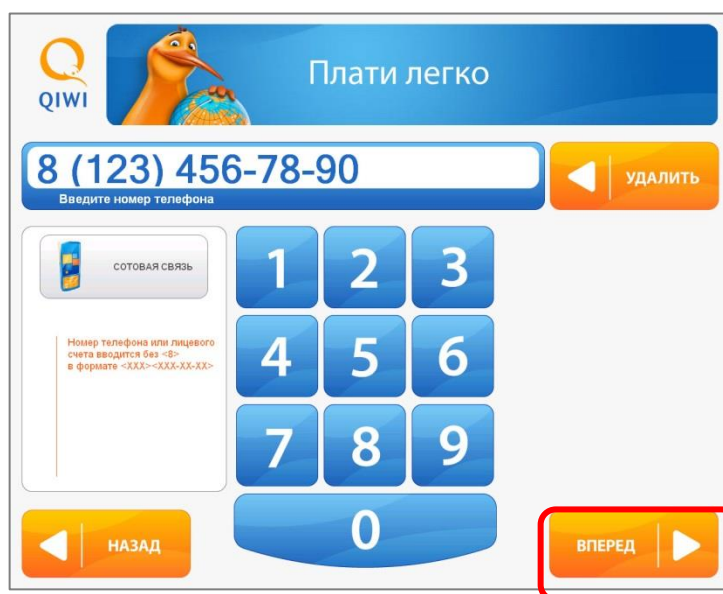 QIWI
Плати легко
8 (123) 456-78-90
Введите номер телефона
УДАЛИТЬ
СОТОВАЯ СВЯЗЬ
Номер телефона или лицевого
счета вводится без <8>
в формате <XXX><XXX-XX-XX>
1 2 3
4 5 6
7 8 9
0
НАЗАД
ВПЕРЕД